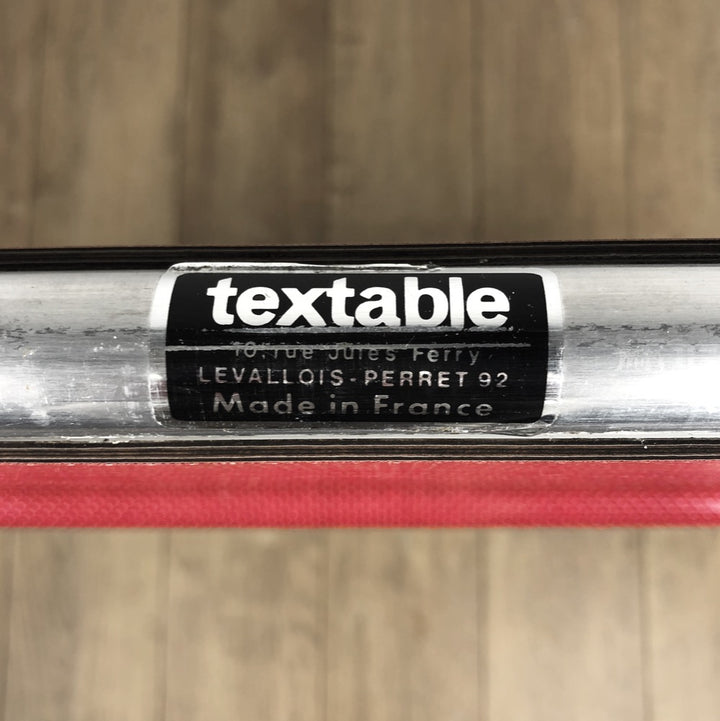 textable
10. rue Jules Ferry
LEVALLOIS-PERRET 92
Made in France